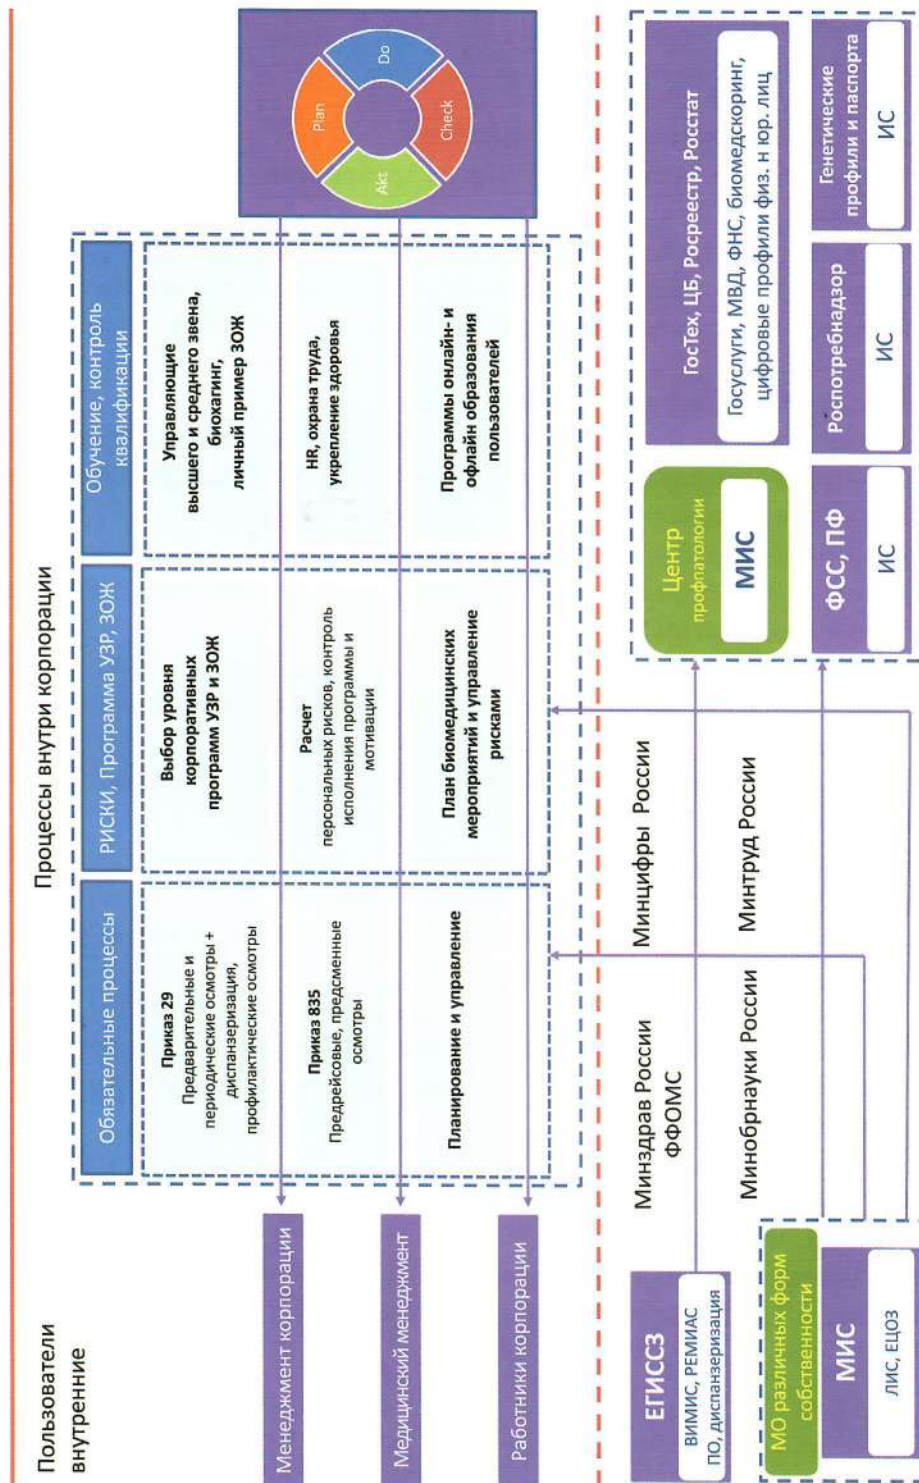 Пользователи
внутренние
Процессы внутри корпорации
Обязательные процессы
РИСКИ, Программа УЗР, ЗОЖ
Обучение, контроль
квалификации
Менеджмент корпорации
Приказ 29
Предварительные и
периодические осмотры +
диспанзеризация,
профилактические осмотры
Выбор уровня
корпоративных
программ УЗР и ЗОЖ
Управляющие
высшего и среднего звена,
биохагинг,
личный пример ЗОЖ
Медицинский менеджмент
Приказ 835
Предрейсовые, предсменные
осмотры
Расчет
персональных рисков, контроль
исполнения программы и
мотивации
HR, охрана труда,
укрепление здоровья
Работники корпорации
Планирование и управление
План биомедицинских
мероприятий и управление
рисками
Программы онлайн- и
офлайн образования
пользователей
Plan
Do
Check
Akt
ЕГИССЗ
ВИМИС, РЕМИАС
ПО, диспанзеризация
Минздрав России
ФФОМС
Минцифры России
Минобрнауки России
Минтруд России
МО различных форм
собственности
МИС
ЛИС, ЕЦОЗ
Центр
профпатологии
МИС
ГосТех, ЦБ, Росреестр, Росстат
Госуслуги, МВД, ФНС, биомедскоринг,
цифровые профили физ. н юр. лиц
ФСС, ПФ
ИС
Роспотребнадзор
ИС
Генетические
профили и паспорта
ИС